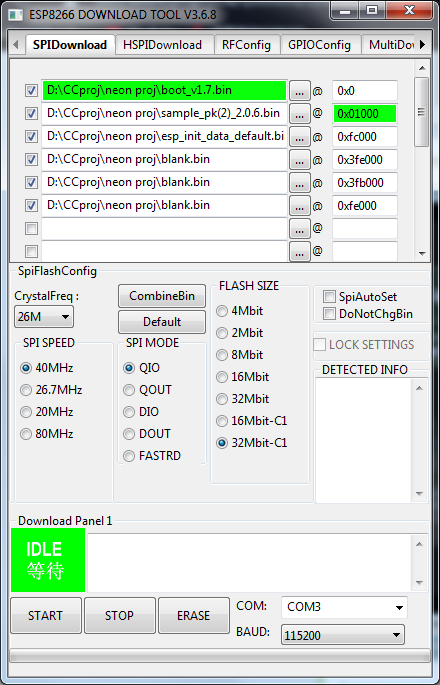 ESP8266 DOWNLOAD TOOL V3.6.8
SPIDownload HSPIDownload RFConfig GPIOConfig MultiDow
D:\CCproj\neon proj\boot_v1.7.bin ... @ 0x0
D:\CCproj\neon proj\sample_pk(2)_2.0.6.bin ... @ 0x01000
D:\CCproj\neon proj\esp_init_data_default.bi ... @ 0xfc000
D:\CCproj\neon proj\blank.bin ... @ 0x3fe000
D:\CCproj\neon proj\blank.bin ... @ 0x3fb000
D:\CCproj\neon proj\blank.bin ... @ 0xfe000
... @
... @
SpiFlashConfig
CrystalFreq :
26M
CombineBin
Default
SPI SPEED
40MHz
26.7MHz
20MHz
80MHz
SPI MODE
QIO
QOUT
DIO
DOUT
FASTRD
FLASH SIZE
4Mbit
2Mbit
8Mbit
16Mbit
32Mbit
16Mbit-C1
32Mbit-C1
SpiAutoSet
DoNotChgBin
LOCK SETTINGS
DETECTED INFO
Download Panel 1
IDLE
等待
START STOP ERASE
COM: COM3
BAUD: 115200